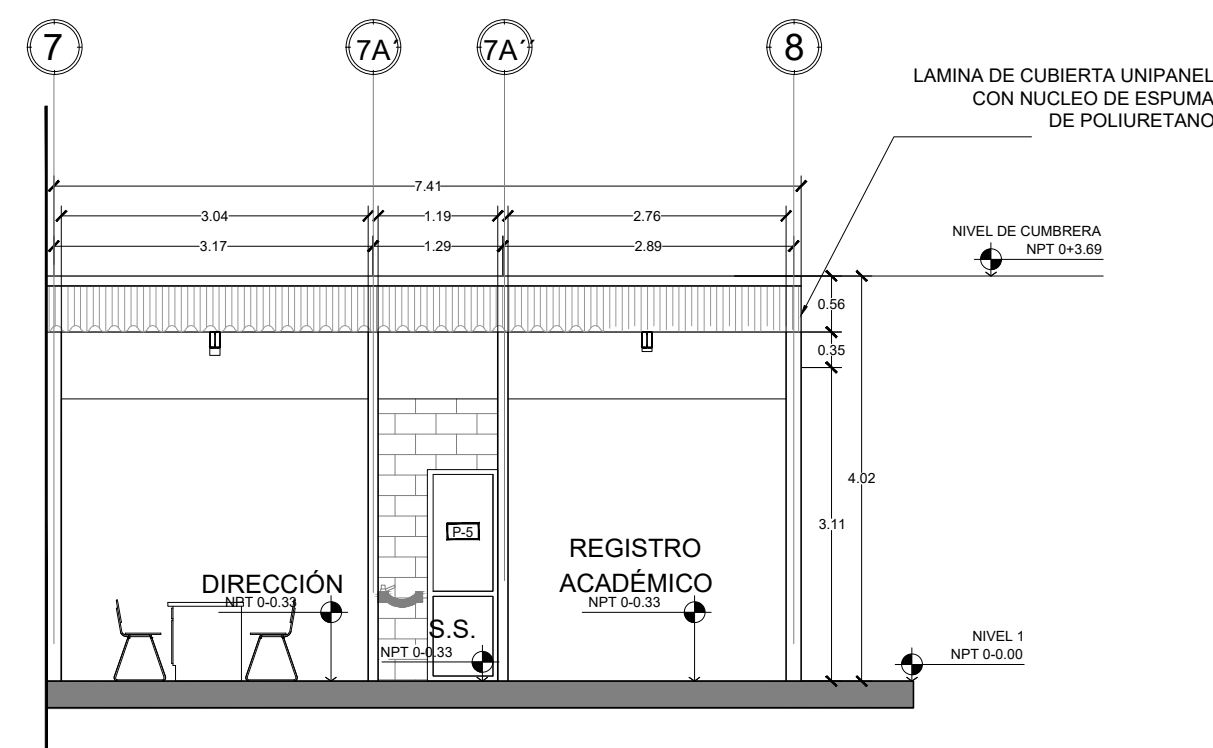 7
7A´
7A´´
8
LAMINA DE CUBIERTA UNIPANEL
CON NUCLEO DE ESPUMA
DE POLIURETANO
7.41
3.04
1.19
2.76
3.17
1.29
2.89
NIVEL DE CUMBRERA
NPT 0+3.69
0.56
0.35
4.02
3.11
P-5
REGISTRO
ACADÉMICO
NPT 0-0.33
DIRECCIÓN
NPT 0-0.33
S.S.
NPT 0-0.33
NIVEL 1
NPT 0-0.00